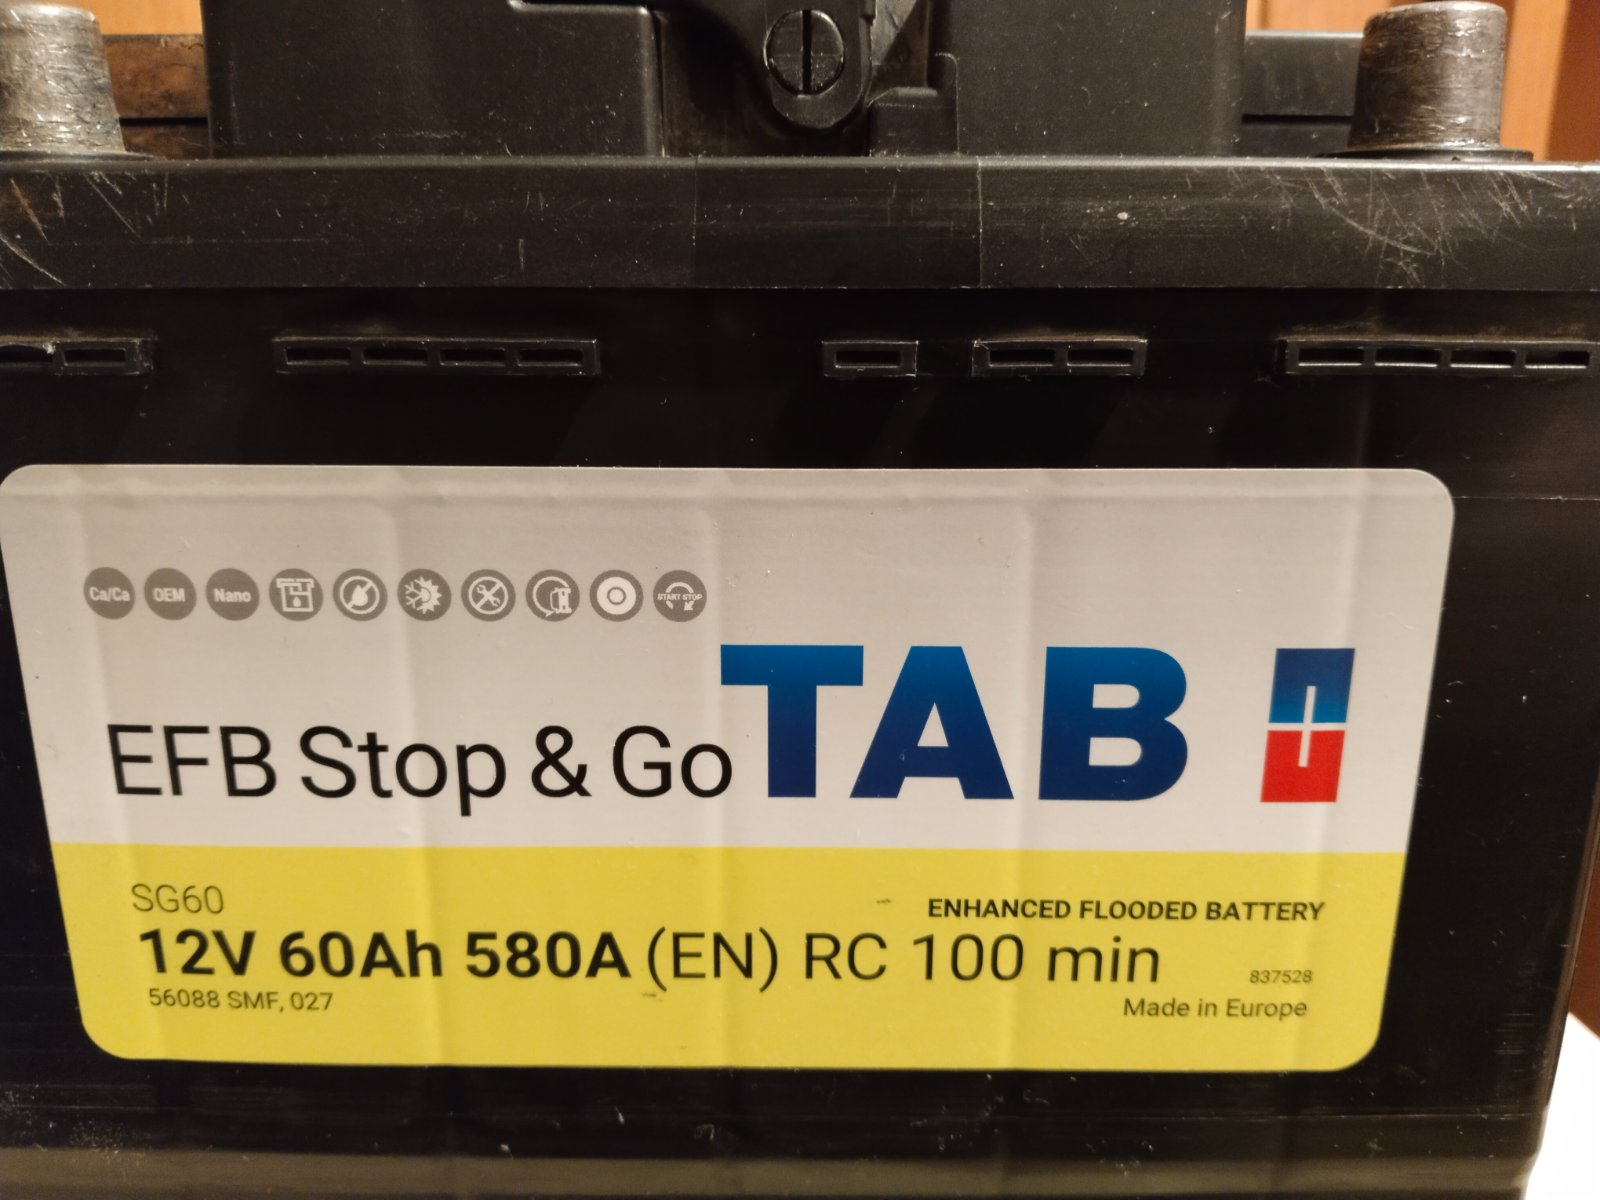 Ca/Ca OEM Nano START STOP
EFB Stop & Go TAB
SG60
ENHANCED FLOODED BATTERY
12V 60Ah 580A (EN) RC 100 min
837528
56088 SMF, 027
Made in Europe